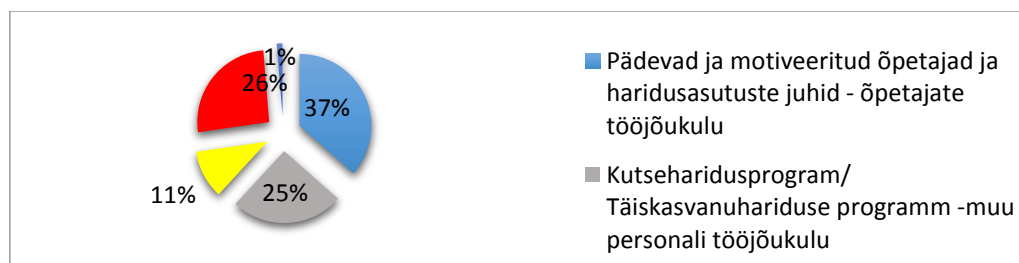 1%
26%
37%
11%
25%
Pädevad ja motiveeritud õpetajad ja
haridusasutuste juhid - õpetajate
tööjõukulu
Kutseharidusprogram/
Täiskasvanuhariduse programm -muu
personali tööjõukulu